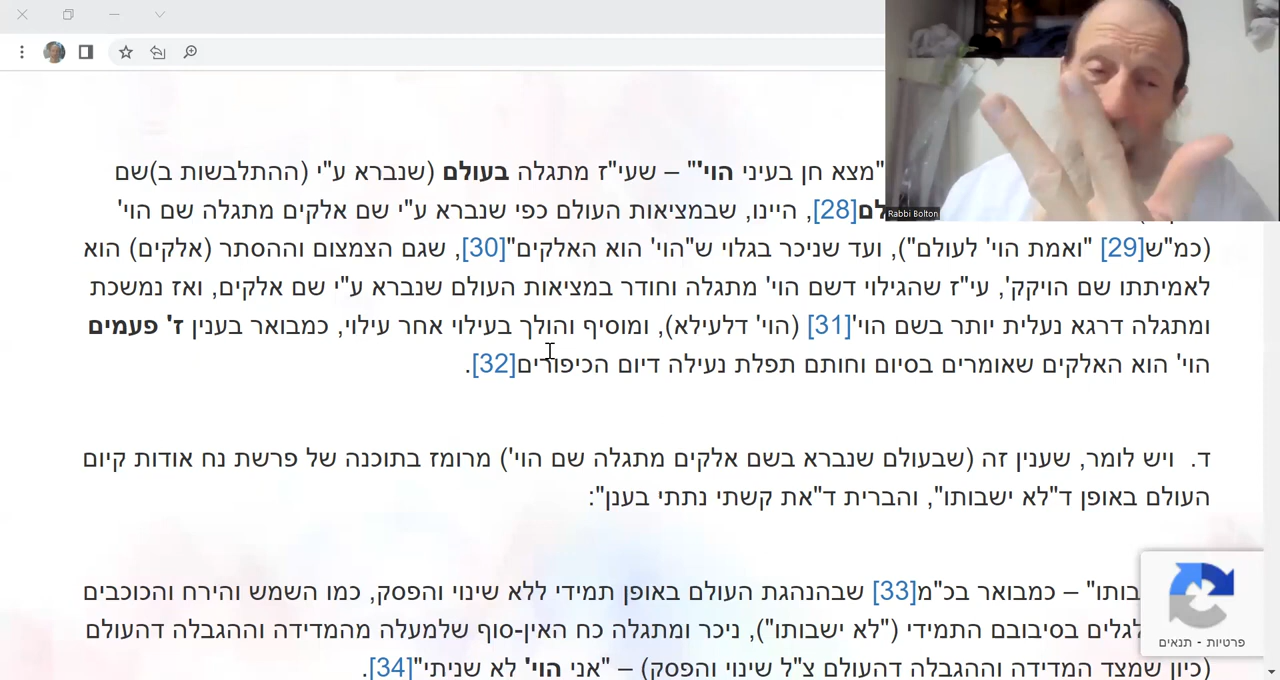 Rabbi Bolton
"מצא חן בעיני הוי'" – שעי"ז מתגלה בעולם (שנברא ע"י (ההתלבשות ב)שם
לם[28], היינו, שבמציאות העולם כפי שנברא ע"י שם אלקים מתגלה שם הוי'
(כמ"ש[29] "ואמת הוי' לעולם"), ועד שניכר בגלוי ש"הוי' הוא האלקים"[30], שגם הצמצום וההסתר (אלקים) הוא
לאמיתתו שם הויקק', עי"ז שהגילוי דשם הוי' מתגלה וחודר במציאות העולם שנברא ע"י שם אלקים, ואז נמשכת
ומתגלה דרגא נעלית יותר בשם הוי'[31] (הוי' דלעילא), ומוסיף והולך בעילוי אחר עילוי, כמבואר בענין ז' פעמים
הוי' הוא האלקים שאומרים בסיום וחותם תפלת נעילה דיום הכיפורים[32].
ד. ויש לומר, שענין זה (שבעולם שנברא בשם אלקים מתגלה שם הוי') מרומז בתוכנה של פרשת נח אודות קיום
העולם באופן ד"לא ישבותו", והברית ד"את קשתי נתתי בענן":
בותו" – כמבואר בכ"מ[33] שבהנהגת העולם באופן תמידי ללא שינוי והפסק, כמו השמש והירח והכוכבים
לגלים בסיבובם התמידי ("לא ישבותו"), ניכר ומתגלה כח האין-סוף שלמעלה מהמדידה וההגבלה דהעולם
(כיון שמצד המדידה וההגבלה דהעולם צ"ל שינוי והפסק) – "אני הוי' לא שניתי"[34].
פרטיות - תנאים